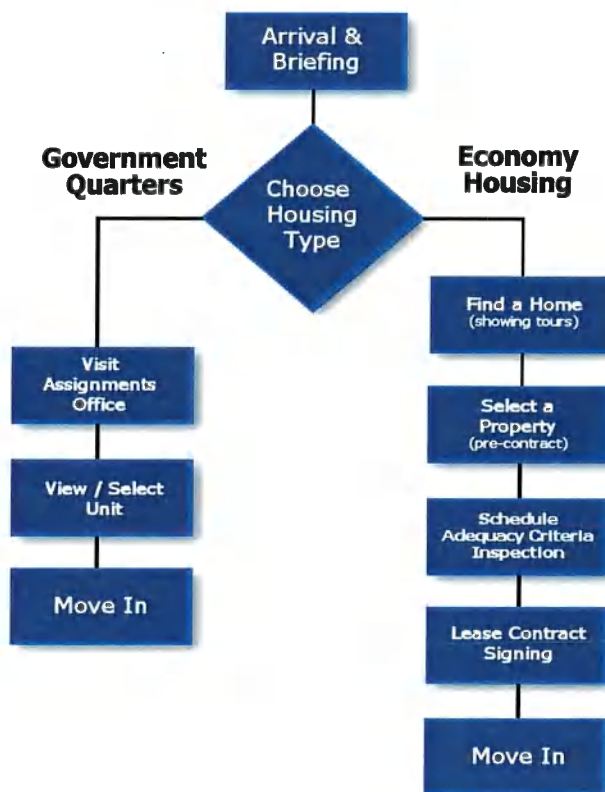 Arrival &
Briefing
Government
Quarters
Economy
Housing
Choose
Housing
Type
Visit
Assignments
Office
View / Select
Unit
Move In
Find a Home
(showing tours)
Select a
Property
(pre-contract)
Schedule
Adequacy Criteria
Inspection
Lease Contract
Signing
Move In